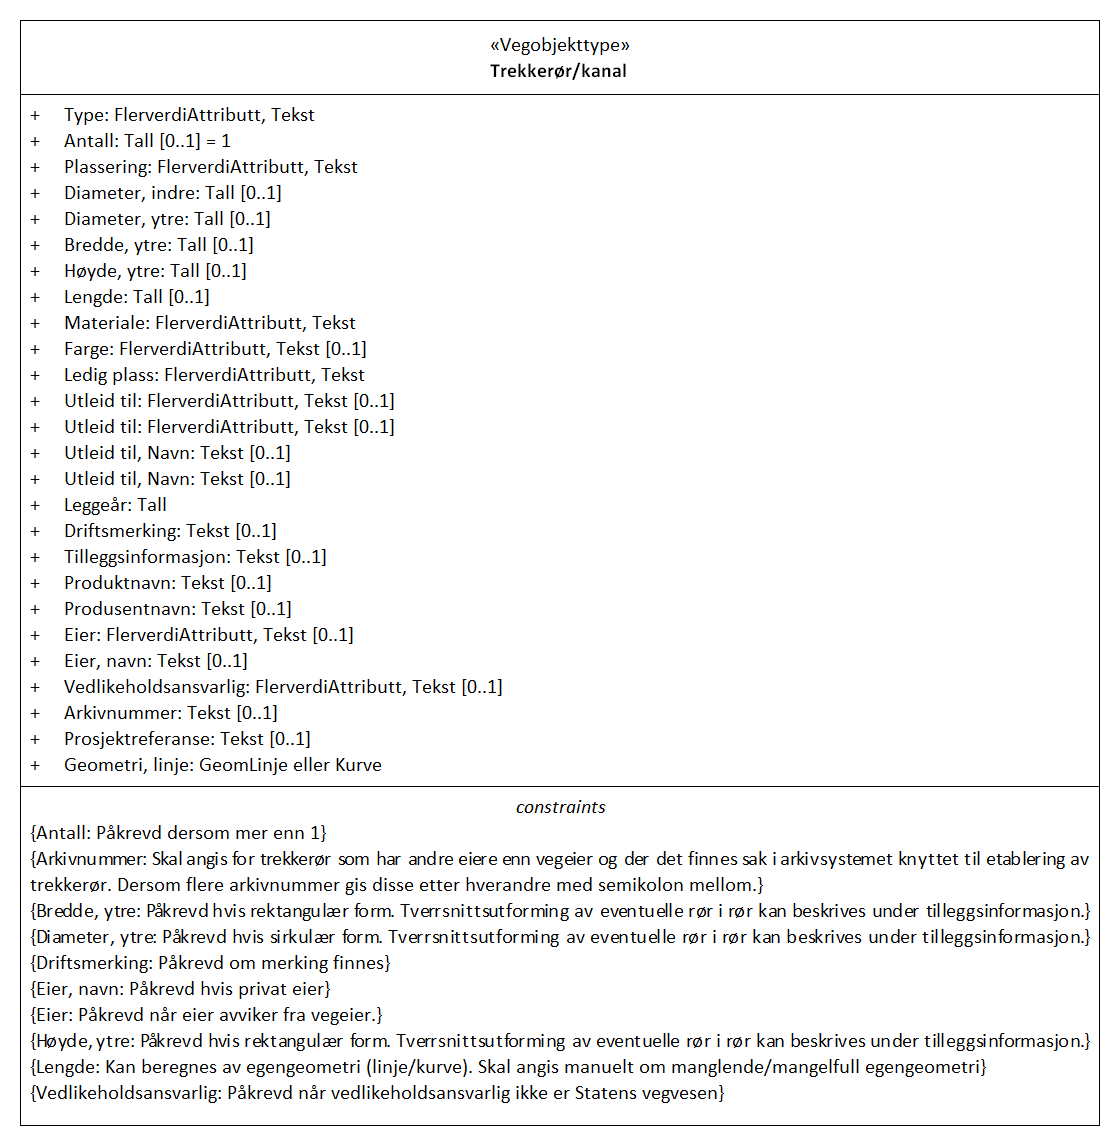 «Vegobjekttype»
Trekkerør/kanal
+ Type: FlerverdiAttributt, Tekst
+ Antall: Tall [0..1] = 1
+ Plassering: FlerverdiAttributt, Tekst
+ Diameter, indre: Tall [0..1]
+ Diameter, ytre: Tall [0..1]
+ Bredde, ytre: Tall [0..1]
+ Høyde, ytre: Tall [0..1]
+ Lengde: Tall [0..1]
+ Materiale: FlerverdiAttributt, Tekst
+ Farge: FlerverdiAttributt, Tekst [0..1]
+ Ledig plass: FlerverdiAttributt, Tekst
+ Utleid til: FlerverdiAttributt, Tekst [0..1]
+ Utleid til: FlerverdiAttributt, Tekst [0..1]
+ Utleid til, Navn: Tekst [0..1]
+ Utleid til, Navn: Tekst [0..1]
+ Leggeår: Tall
+ Driftsmerking: Tekst [0..1]
+ Tilleggsinformasjon: Tekst [0..1]
+ Produktnavn: Tekst [0..1]
+ Produsentnavn: Tekst [0..1]
+ Eier: FlerverdiAttributt, Tekst [0..1]
+ Eier, navn: Tekst [0..1]
+ Vedlikeholdsansvarlig: FlerverdiAttributt, Tekst [0..1]
+ Arkivnummer: Tekst [0..1]
+ Prosjektreferanse: Tekst [0..1]
+ Geometri, linje: GeomLinje eller Kurve
constraints
{Antall: Påkrevd dersom mer enn 1}
{Arkivnummer: Skal angis for trekkerør som har andre eiere enn vegeier og der det finnes sak i arkivsystemet knyttet til etablering av
trekkerør. Dersom flere arkivnummer gis disse etter hverandre med semikolon mellom.}
{Bredde, ytre: Påkrevd hvis rektangulær form. Tverrsnittsutforming av eventuelle rør i rør kan beskrives under tilleggsinformasjon.}
{Diameter, ytre: Påkrevd hvis sirkulær form. Tverrsnittsutforming av eventuelle rør i rør kan beskrives under tilleggsinformasjon.}
{Driftsmerking: Påkrevd om merking finnes}
{Eier, navn: Påkrevd hvis privat eier}
{Eier: Påkrevd når eier avviker fra vegeier.}
{Høyde, ytre: Påkrevd hvis rektangulær form. Tverrsnittsutforming av eventuelle rør i rør kan beskrives under tilleggsinformasjon.}
{Lengde: Kan beregnes av egengeometri (linje/kurve). Skal angis manuelt om manglende/mangelfull egengeometri}
{Vedlikeholdsansvarlig: Påkrevd når vedlikeholdsansvarlig ikke er Statens vegvesen}